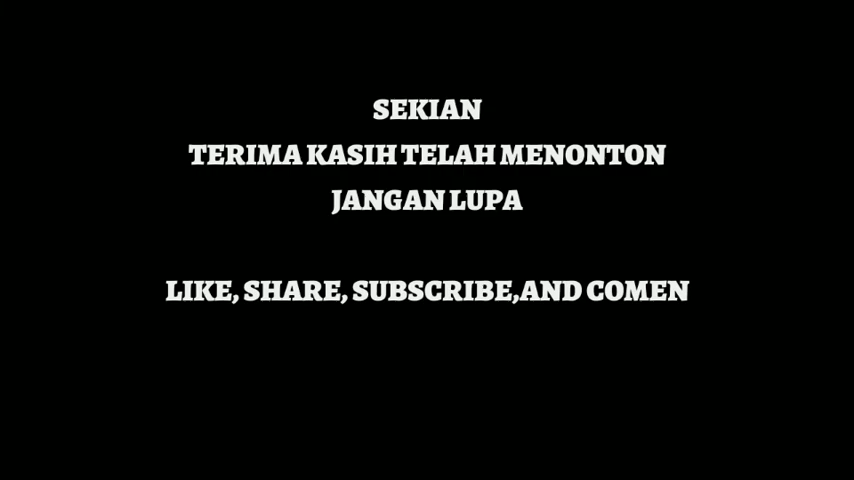 SEKIAN
TERIMA KASIH TELAH MENONTON
JANGAN LUPA
LIKE, SHARE, SUBSCRIBE,AND COMEN